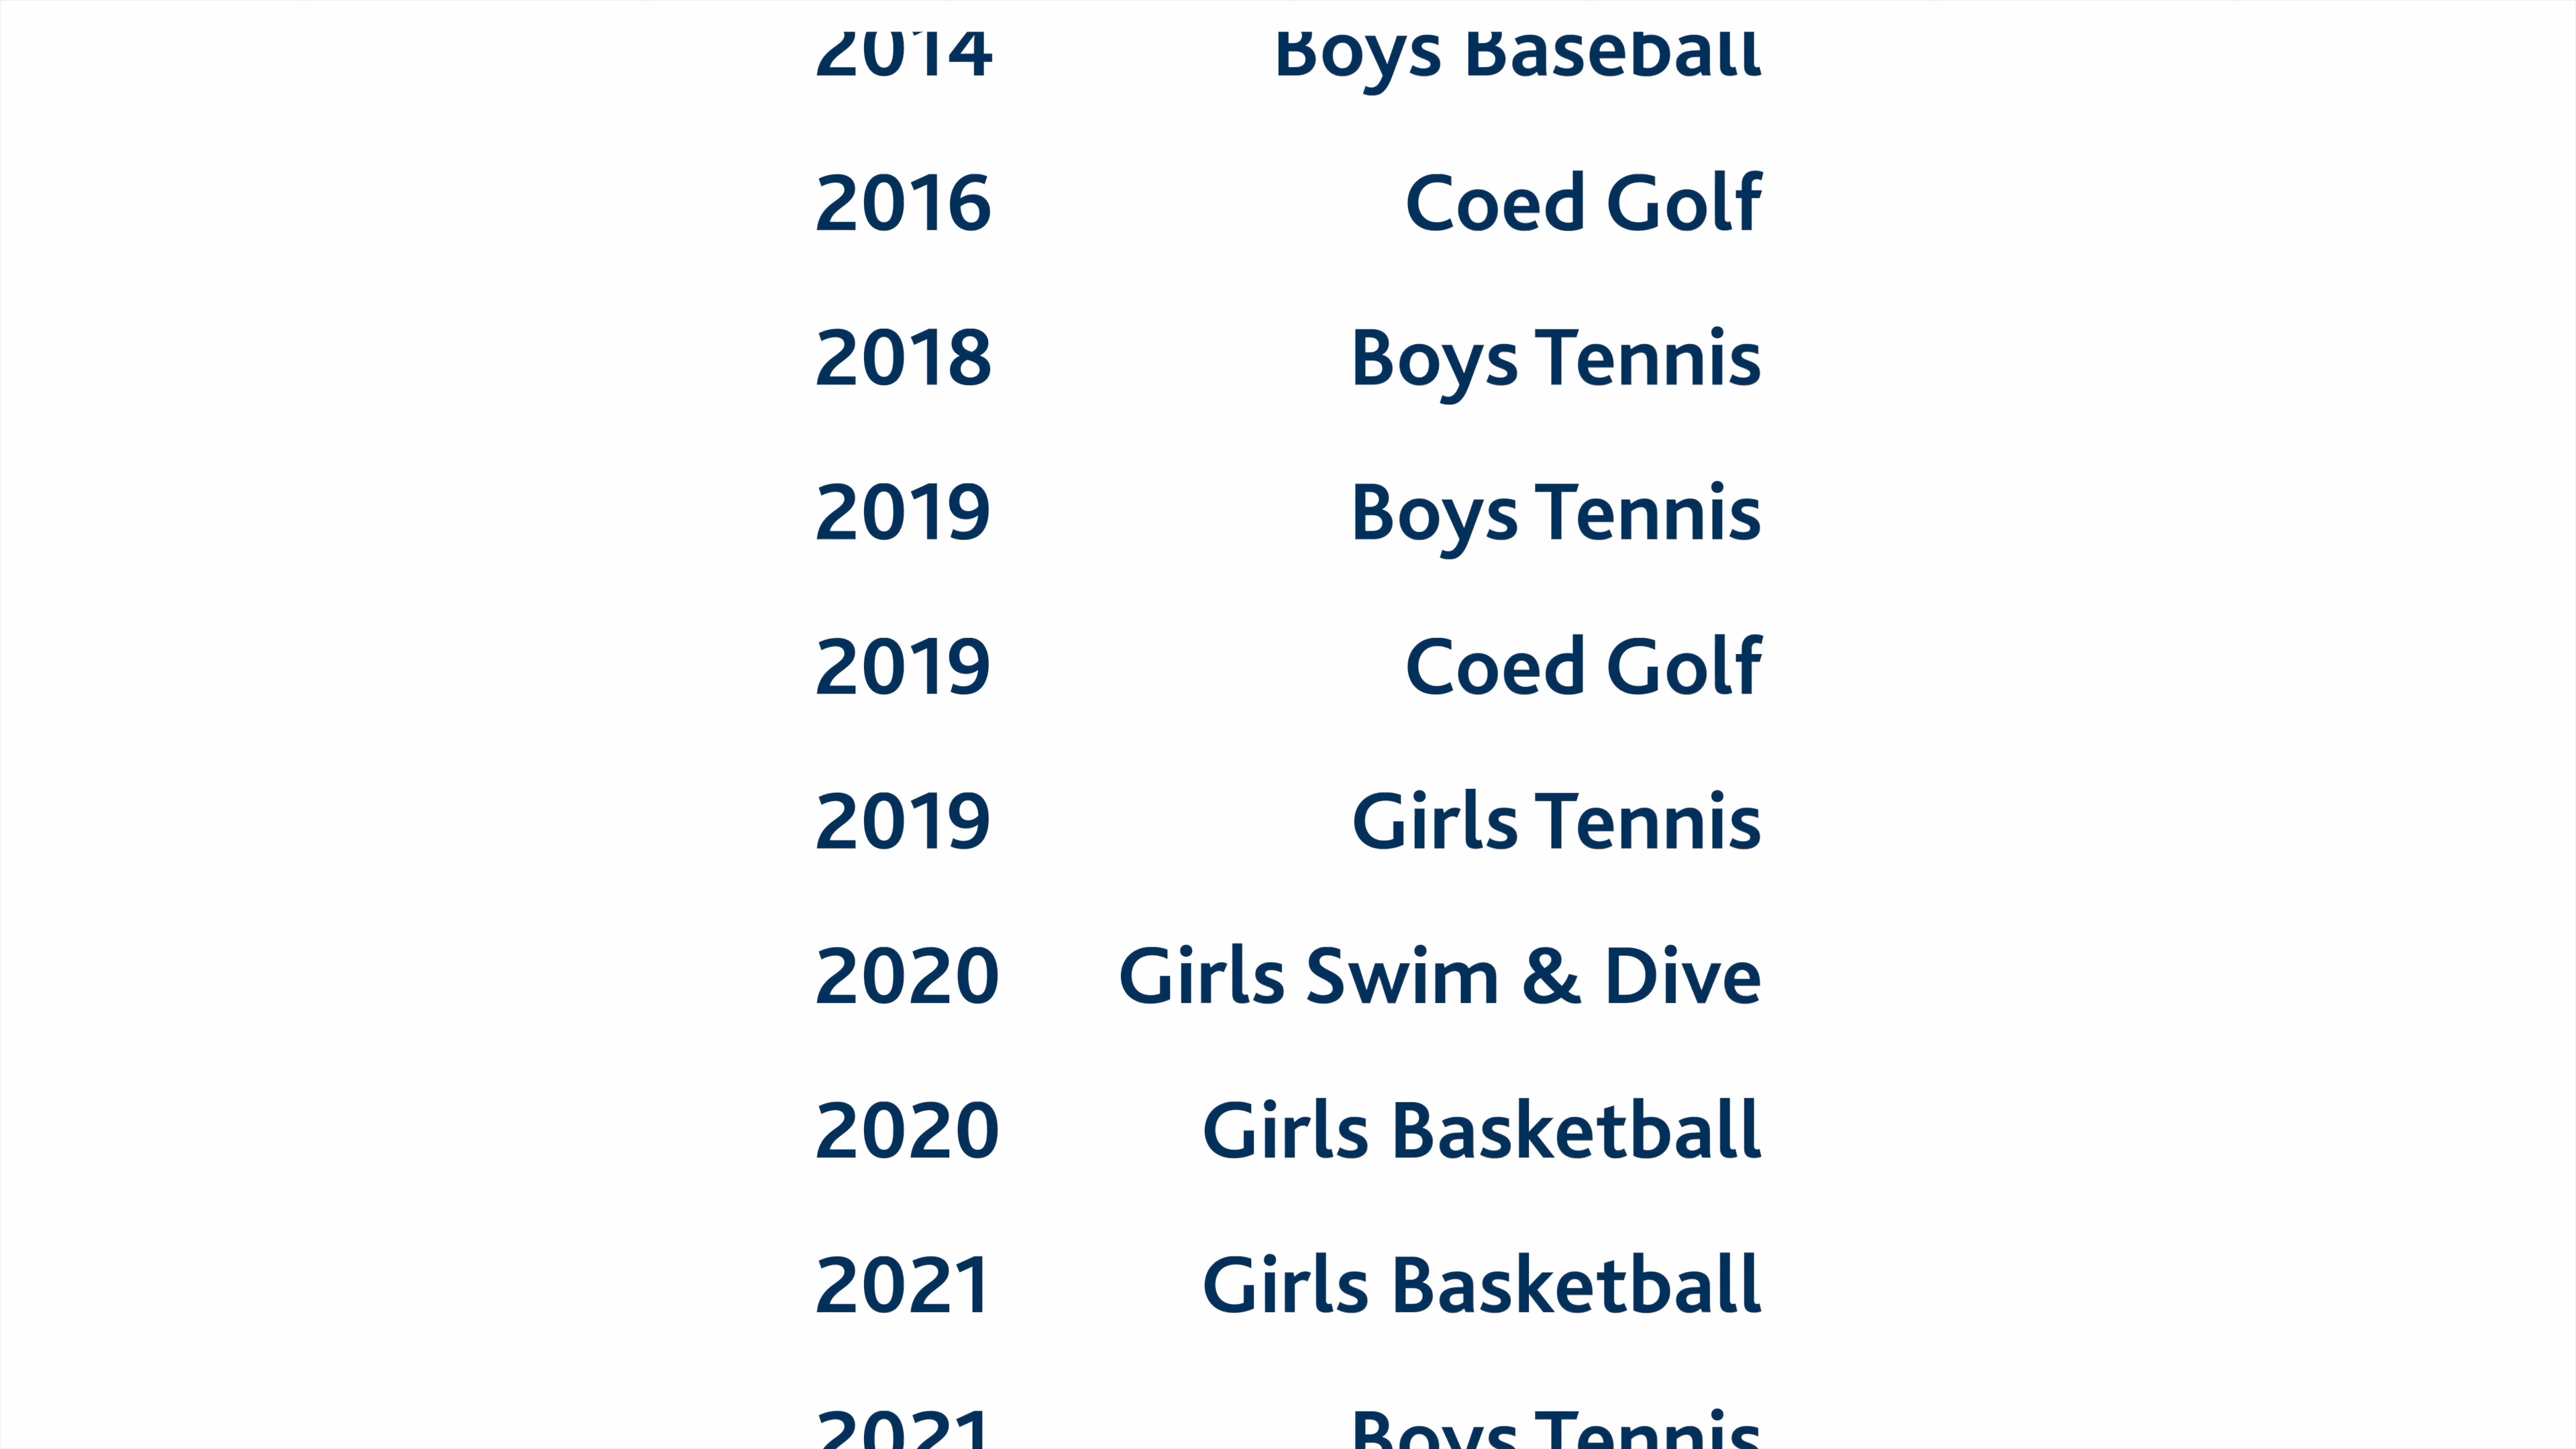 2014 Boys Baseball
2016 Coed Golf
2018 Boys Tennis
2019 Boys Tennis
2019 Coed Golf
2019 Girls Tennis
2020 Girls Swim & Dive
2020 Girls Basketball
2021 Girls Basketball
2021 Boys Tennis